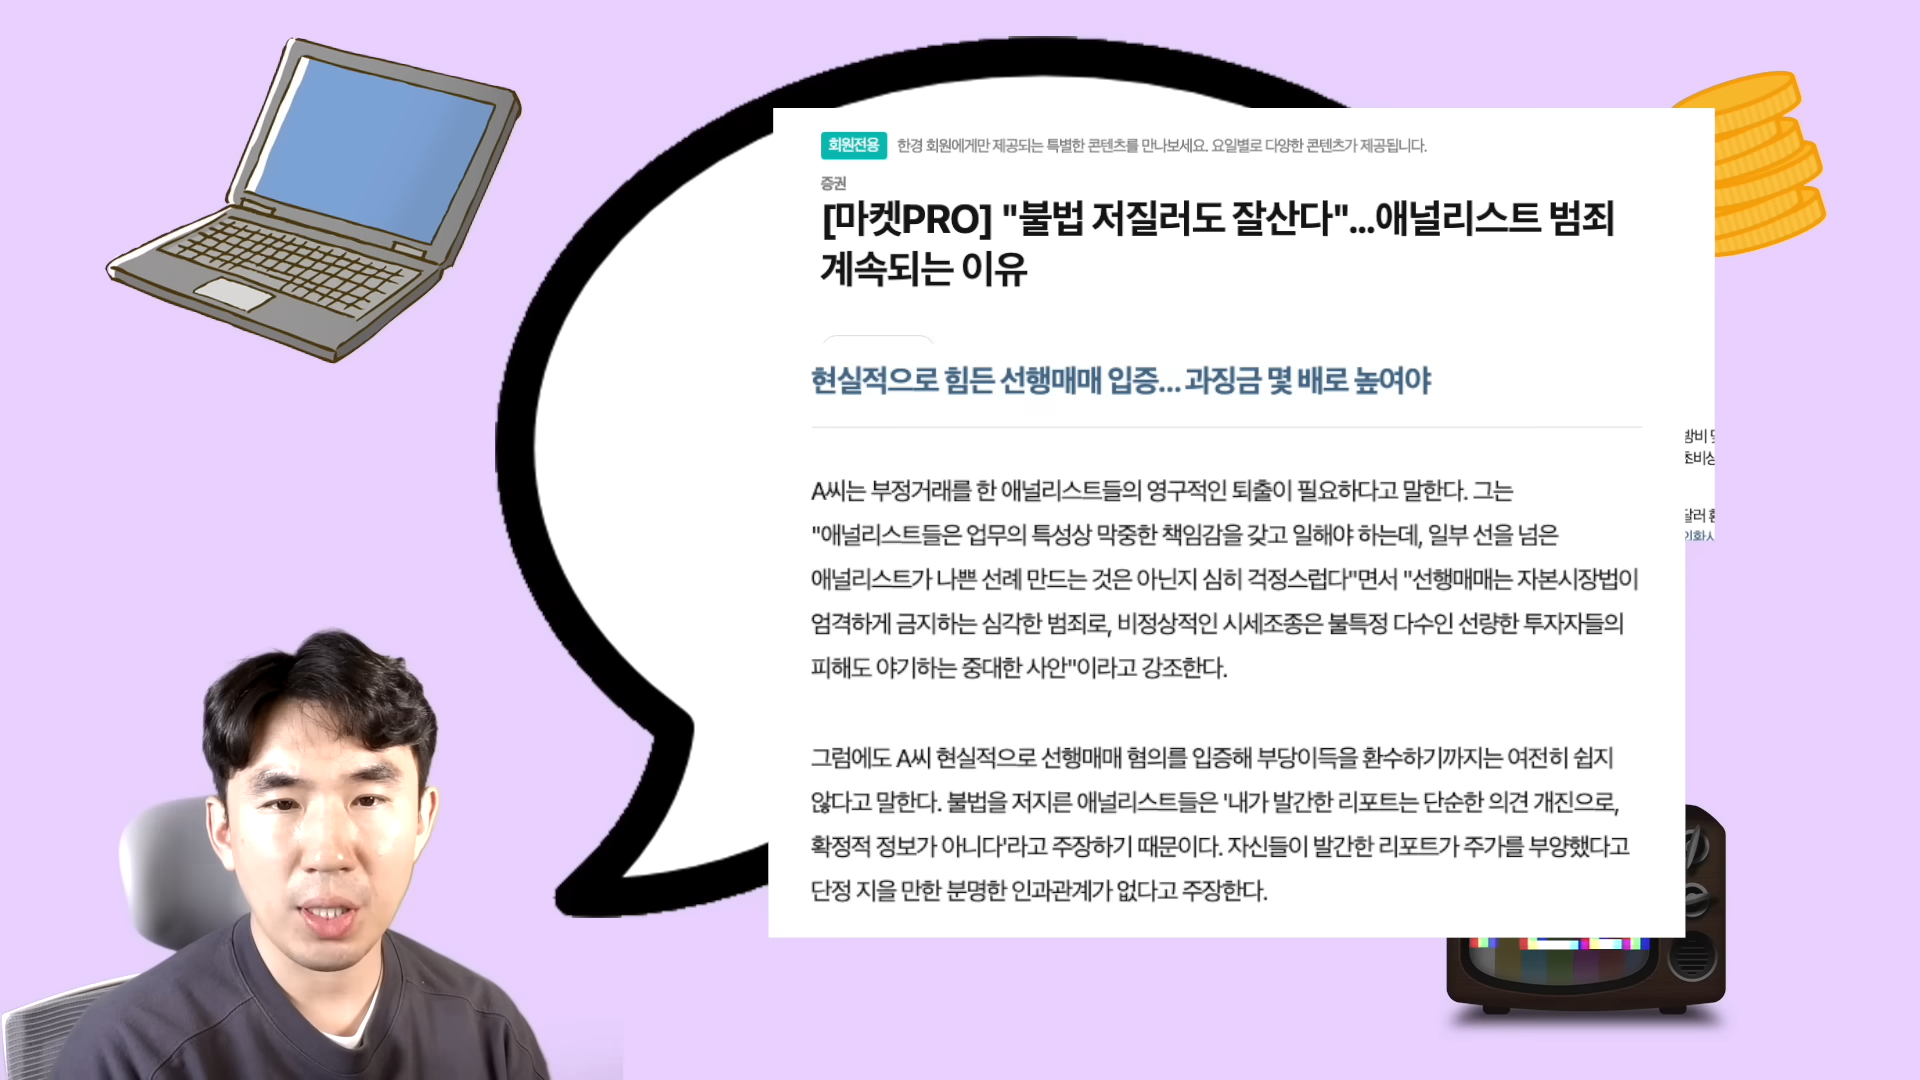 회원전용 한경 회원에게만 제공되는 특별한 콘텐츠를 만나보세요. 요일별로 다양한 콘텐츠가 제공됩니다.
증권
[마켓PRO] "불법 저질러도 잘산다"...애널리스트 범죄
계속되는 이유
현실적으로 힘든 선행매매 입증... 과징금 몇 배로 높여야
A씨는 부정거래를 한 애널리스트들의 영구적인 퇴출이 필요하다고 말한다. 그는
"애널리스트들은 업무의 특성상 막중한 책임감을 갖고 일해야 하는데, 일부 선을 넘은
애널리스트가 나쁜 선례 만드는 것은 아닌지 심히 걱정스럽다"면서 "선행매매는 자본시장법이
엄격하게 금지하는 심각한 범죄로, 비정상적인 시세조종은 불특정 다수인 선량한 투자자들의
피해도 야기하는 중대한 사안"이라고 강조한다.
그럼에도 A씨 현실적으로 선행매매 혐의를 입증해 부당이득을 환수하기까지는 여전히 쉽지
않다고 말한다. 불법을 저지른 애널리스트들은 '내가 발간한 리포트는 단순한 의견 개진으로,
확정적 정보가 아니다'라고 주장하기 때문이다. 자신들이 발간한 리포트가 주가를 부양했다고
단정 지을 만한 분명한 인과관계가 없다고 주장한다.
달러